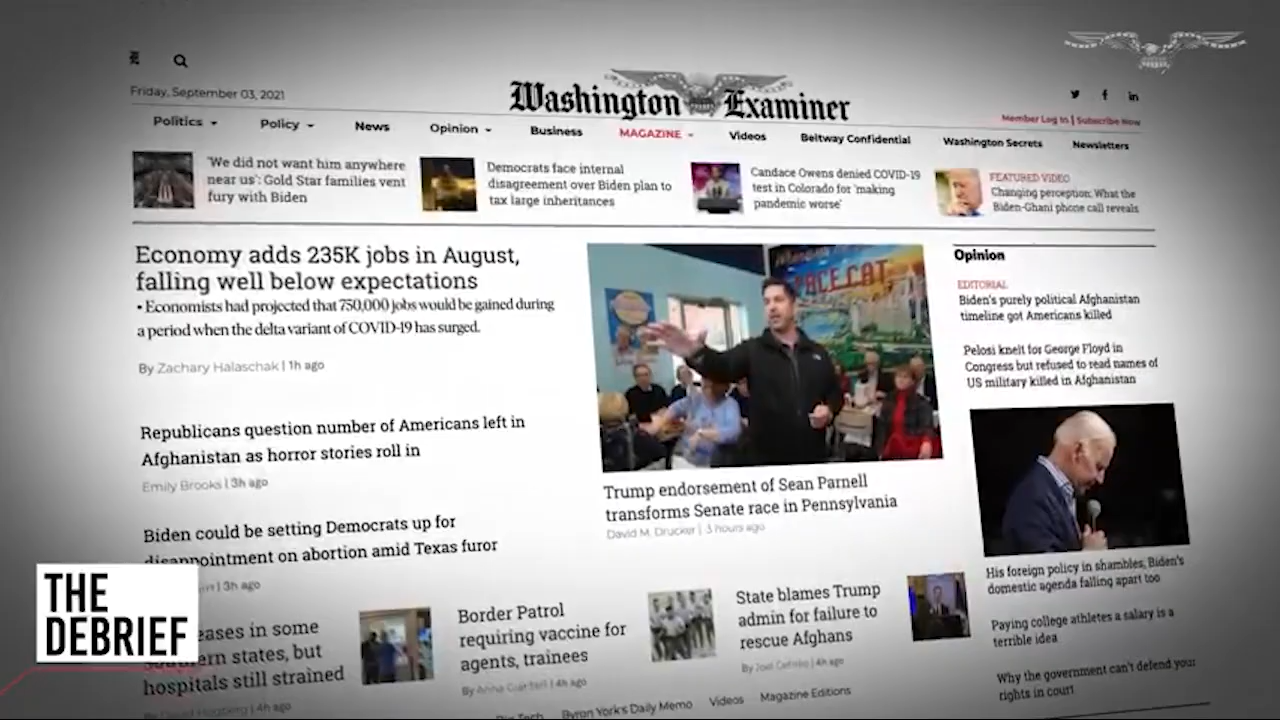 Friday, September 03, 2021
Washington Examiner
Member Log In | Subscribe Now
Politics
Policy
News
Opinion
Business
MAGAZINE
Videos
Beltway Confidential
Washington Secrets
Newsletters
'We did not want him anywhere
near us': Gold Star families vent
fury with Biden
Democrats face internal
disagreement over Biden plan to
tax large inheritances
Candace Owens denied COVID-19
test in Colorado for 'making
pandemic worse'
FEATURED VIDEO
Changing perception: What the
Biden-Ghani phone call reveals
Economy adds 235K jobs in August,
falling well below expectations
• Economists had projected that 750,000 jobs would be gained during
a period when the delta variant of COVID-19 has surged.
By Zachary Halaschak | 1h ago
Republicans question number of Americans left in
Afghanistan as horror stories roll in
Emily Brooks | 3h ago
Biden could be setting Democrats up for
disappointment on abortion amid Texas furor
3h ago
eases in some
southern states, but
hospitals still strained
4h ago
SPACE CAT
Trump endorsement of Sean Parnell
transforms Senate race in Pennsylvania
David M. Drucker | 3 hours ago
Border Patrol
requiring vaccine for
agents, trainees
4h ago
State blames Trump
admin for failure to
rescue Afghans
4h ago
Opinion
EDITORIAL
Biden's purely political Afghanistan
timeline got Americans killed
Pelosi knelt for George Floyd in
Congress but refused to read names of
US military killed in Afghanistan
His foreign policy in shambles, Biden's
domestic agenda falling apart too
Paying college athletes a salary is a
terrible idea
Why the government can't defend your
rights in court
Big Tech
Byron York's Daily Memo
Videos
Magazine Editions
THE
DEBRIEF